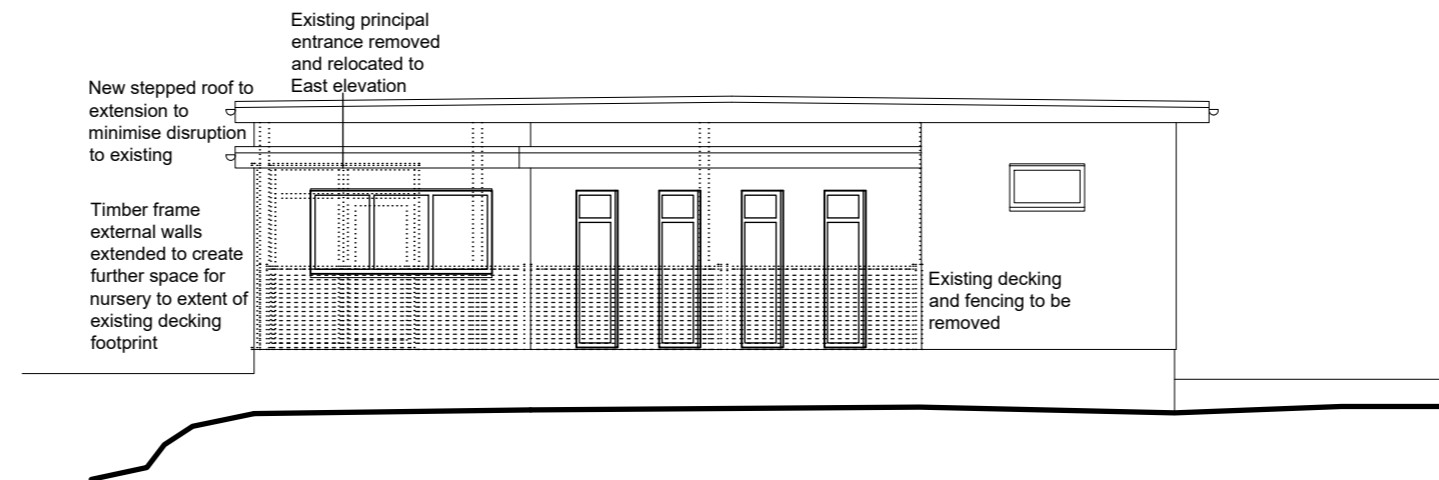 Existing principal
entrance removed
and relocated to
East elevation
New stepped roof to
extension to
minimise disruption
to existing
Timber frame
external walls
extended to create
further space for
nursery to extent of
existing decking
footprint
Existing decking
and fencing to be
removed